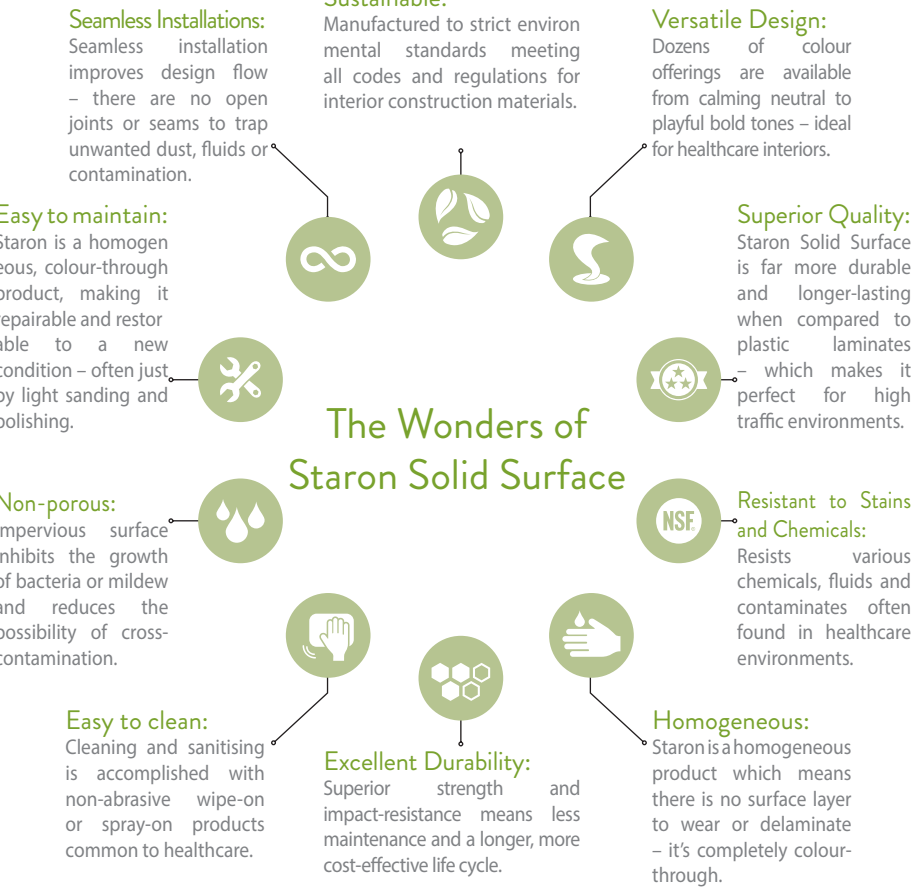 Seamless Installations:
Seamless installation
improves design flow
– there are no open
joints or seams to trap
unwanted dust, fluids or
contamination.
Sustainable:
Manufactured to strict environ
mental standards meeting
all codes and regulations for
interior construction materials.
Versatile Design:
Dozens of colour
offerings are available
from calming neutral to
playful bold tones – ideal
for healthcare interiors.
Easy to maintain:
Staron is a homogen
eous, colour-through
product, making it
repairable and restor
able to a new
condition – often just
by light sanding and
polishing.
Superior Quality:
Staron Solid Surface
is far more durable
and longer-lasting
when compared to
plastic laminates
– which makes it
perfect for high
traffic environments.
The Wonders of
Staron Solid Surface
Non-porous:
Impervious surface
inhibits the growth
of bacteria or mildew
and reduces the
possibility of cross-
contamination.
NSF
Resistant to Stains
and Chemicals:
Resists various
chemicals, fluids and
contaminates often
found in healthcare
environments.
Easy to clean:
Cleaning and sanitising
is accomplished with
non-abrasive wipe-on
or spray-on products
common to healthcare.
Excellent Durability:
Superior strength and
impact-resistance means less
maintenance and a longer, more
cost-effective life cycle.
Homogeneous:
Staron is a homogeneous
product which means
there is no surface layer
to wear or delaminate
– it's completely colour-
through.